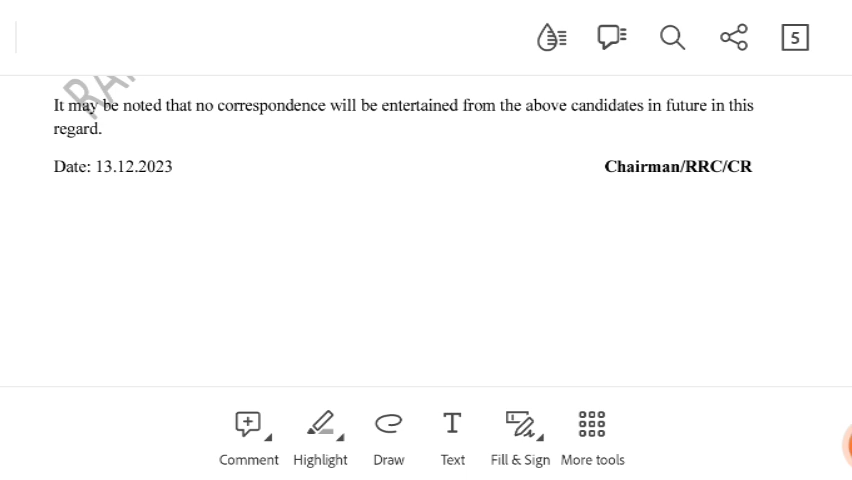 5
It may be noted that no correspondence will be entertained from the above candidates in future in this
regard.
Date: 13.12.2023 Chairman/RRC/CR
Comment Highlight Draw Text Fill & Sign More tools